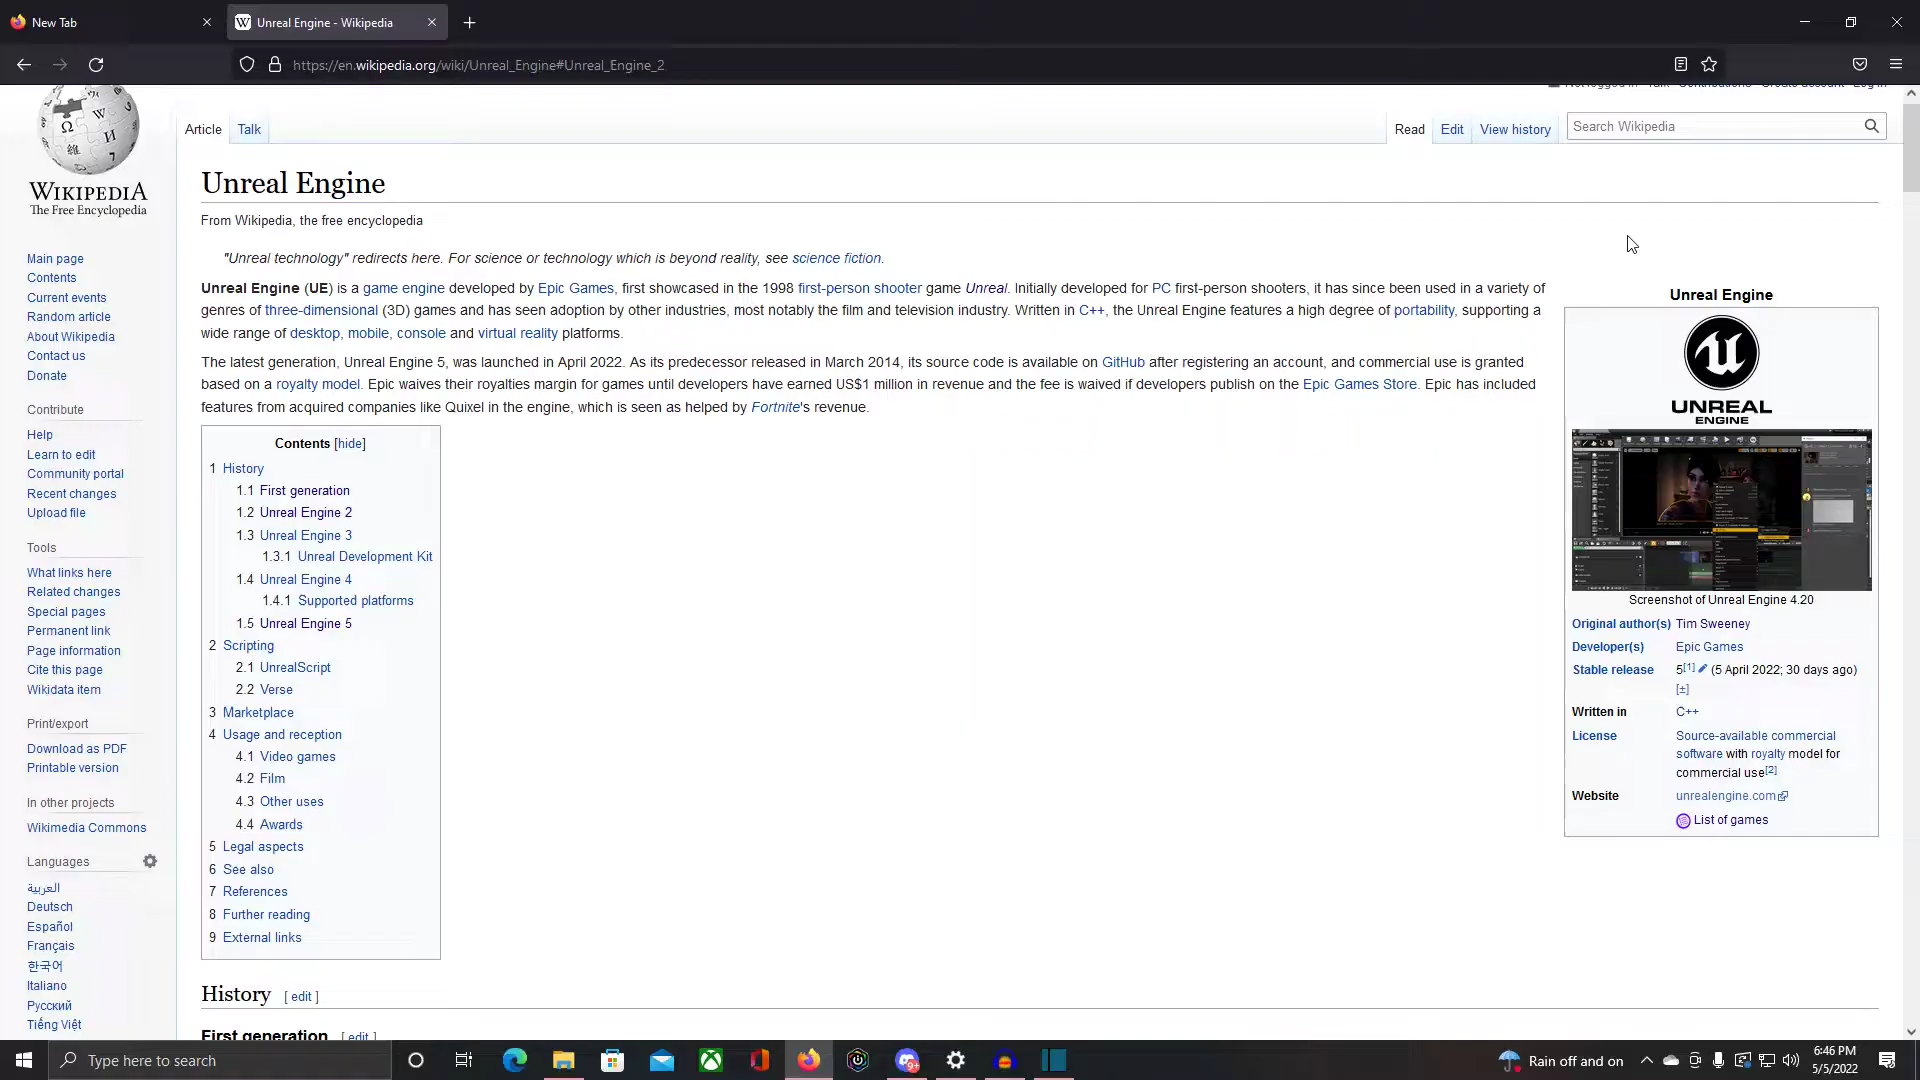 New Tab
Unreal Engine - Wikipedia
https://en.wikipedia.org/wiki/Unreal_Engine#Unreal_Engine_2
WIKIPEDIA
The Free Encyclopedia
Article
Talk
Read
Edit
View history
Search Wikipedia
Unreal Engine
From Wikipedia, the free encyclopedia
"Unreal technology" redirects here. For science or technology which is beyond reality, see science fiction.
Unreal Engine (UE) is a game engine developed by Epic Games, first showcased in the 1998 first-person shooter game Unreal. Initially developed for PC first-person shooters, it has since been used in a variety of
genres of three-dimensional (3D) games and has seen adoption by other industries, most notably the film and television industry. Written in C++, the Unreal Engine features a high degree of portability, supporting a
wide range of desktop, mobile, console and virtual reality platforms.
The latest generation, Unreal Engine 5, was launched in April 2022. As its predecessor released in March 2014, its source code is available on GitHub after registering an account, and commercial use is granted
based on a royalty model. Epic waives their royalties margin for games until developers have earned US$1 million in revenue and the fee is waived if developers publish on the Epic Games Store. Epic has included
features from acquired companies like Quixel in the engine, which is seen as helped by Fortnite's revenue.
Main page
Contents
Current events
Random article
About Wikipedia
Contact us
Donate
Contribute
Help
Learn to edit
Community portal
Recent changes
Upload file
Tools
What links here
Related changes
Special pages
Permanent link
Page information
Cite this page
Wikidata item
Print/export
Download as PDF
Printable version
In other projects
Wikimedia Commons
Languages
العربية
Deutsch
Español
Français
한국어
Italiano
Русский
Tiếng Việt
Contents [hide]
1 History
1.1 First generation
1.2 Unreal Engine 2
1.3 Unreal Engine 3
1.3.1 Unreal Development Kit
1.4 Unreal Engine 4
1.4.1 Supported platforms
1.5 Unreal Engine 5
2 Scripting
2.1 UnrealScript
2.2 Verse
3 Marketplace
4 Usage and reception
4.1 Video games
4.2 Film
4.3 Other uses
4.4 Awards
5 Legal aspects
6 See also
7 References
8 Further reading
9 External links
History [ edit ]
First generation [ edit ]
Unreal Engine
UNREAL
ENGINE
Screenshot of Unreal Engine 4.20
Original author(s) Tim Sweeney
Developer(s) Epic Games
Stable release 5[1] (5 April 2022; 30 days ago)
[±]
Written in C++
License Source-available commercial
software with royalty model for
commercial use[2]
Website unrealengine.com
List of games
Type here to search
9+
Rain off and on
6:46 PM
5/5/2022